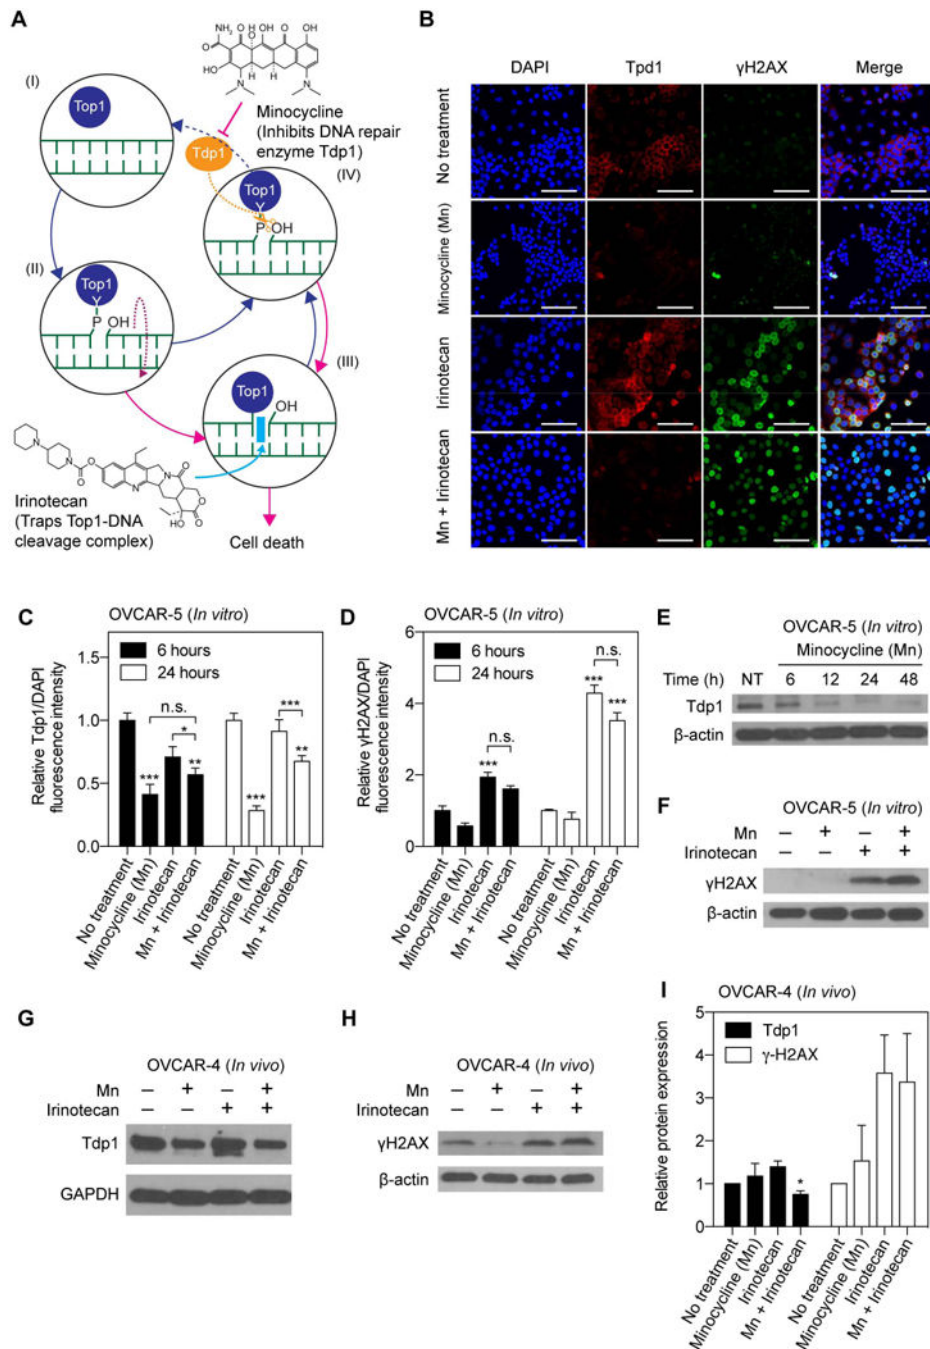 A
NH2
O
OH
O
OH
O
OH
HO
H
H
N
N
Minocycline
(Inhibits DNA repair
enzyme Tdp1)
(I)
Top1
Tdp1
(IV)
Top1
Y
P
OH
(II)
Top1
Y
P
OH
(III)
Top1
OH
N
N
O
O
N
N
O
O
O
HO
Irinotecan
(Traps Top1-DNA
cleavage complex)
Cell death
B
DAPI
Tpd1
γH2AX
Merge
No treatment
Minocycline (Mn)
Irinotecan
Mn + Irinotecan
C
OVCAR-5 (In vitro)
6 hours
24 hours
Relative Tdp1/DAPI
fluorescence intensity
1.5
1.0
0.5
0.0
n.s.
*
***
**
***
***
**
No treatment
Minocycline (Mn)
Irinotecan
Mn + Irinotecan
No treatment
Minocycline (Mn)
Irinotecan
Mn + Irinotecan
D
OVCAR-5 (In vitro)
6 hours
24 hours
Relative γH2AX/DAPI
fluorescence intensity
6
4
2
0
n.s.
***
n.s.
***
***
No treatment
Minocycline (Mn)
Irinotecan
Mn + Irinotecan
No treatment
Minocycline (Mn)
Irinotecan
Mn + Irinotecan
E
OVCAR-5 (In vitro)
Minocycline (Mn)
Time (h) NT 6 12 24 48
Tdp1
β-actin
F
OVCAR-5 (In vitro)
Mn – + – +
Irinotecan – – + +
γH2AX
β-actin
G
OVCAR-4 (In vivo)
Mn – + – +
Irinotecan – – + +
Tdp1
GAPDH
H
OVCAR-4 (In vivo)
Mn – + – +
Irinotecan – – + +
γH2AX
β-actin
I
OVCAR-4 (In vivo)
Tdp1
γ-H2AX
Relative protein expression
5
4
3
2
1
0
*
No treatment
Minocycline (Mn)
Irinotecan
Mn + Irinotecan
No treatment
Minocycline (Mn)
Irinotecan
Mn + Irinotecan